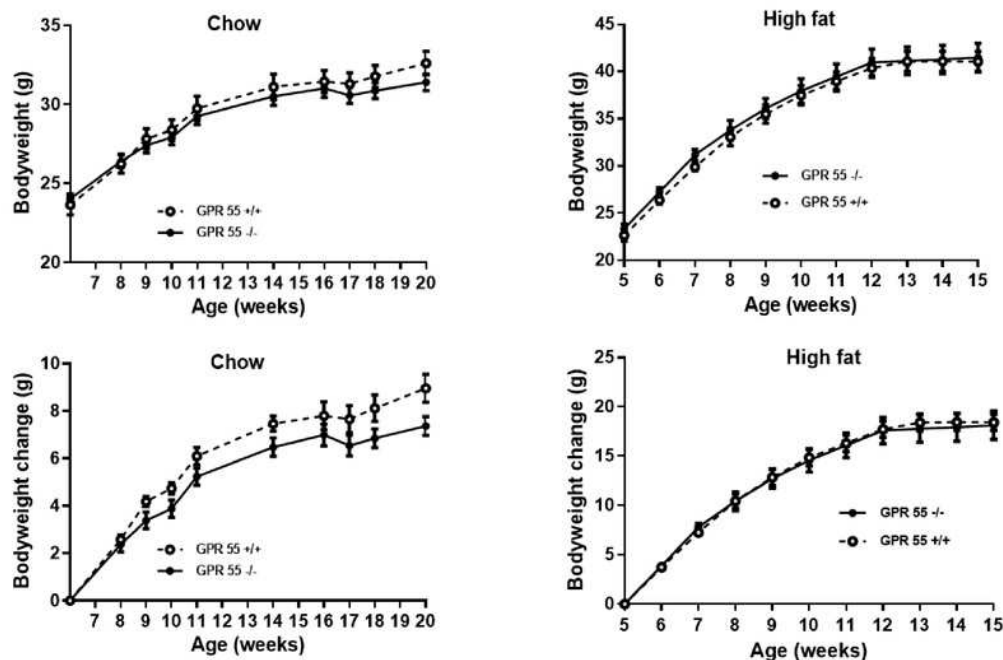 Chow
Bodyweight (g)
35
30
25
20
GPR 55 +/+
GPR 55 -/-
7 8 9 10 11 12 13 14 15 16 17 18 19 20
Age (weeks)
High fat
Bodyweight (g)
45
40
35
30
25
20
GPR 55 -/-
GPR 55 +/+
5 6 7 8 9 10 11 12 13 14 15
Age (weeks)
Chow
Bodyweight change (g)
10
8
6
4
2
0
GPR 55 +/+
GPR 55 -/-
7 8 9 10 11 12 13 14 15 16 17 18 19 20
Age (weeks)
High fat
Bodyweight change (g)
25
20
15
10
5
0
GPR 55 -/-
GPR 55 +/+
5 6 7 8 9 10 11 12 13 14 15
Age (weeks)